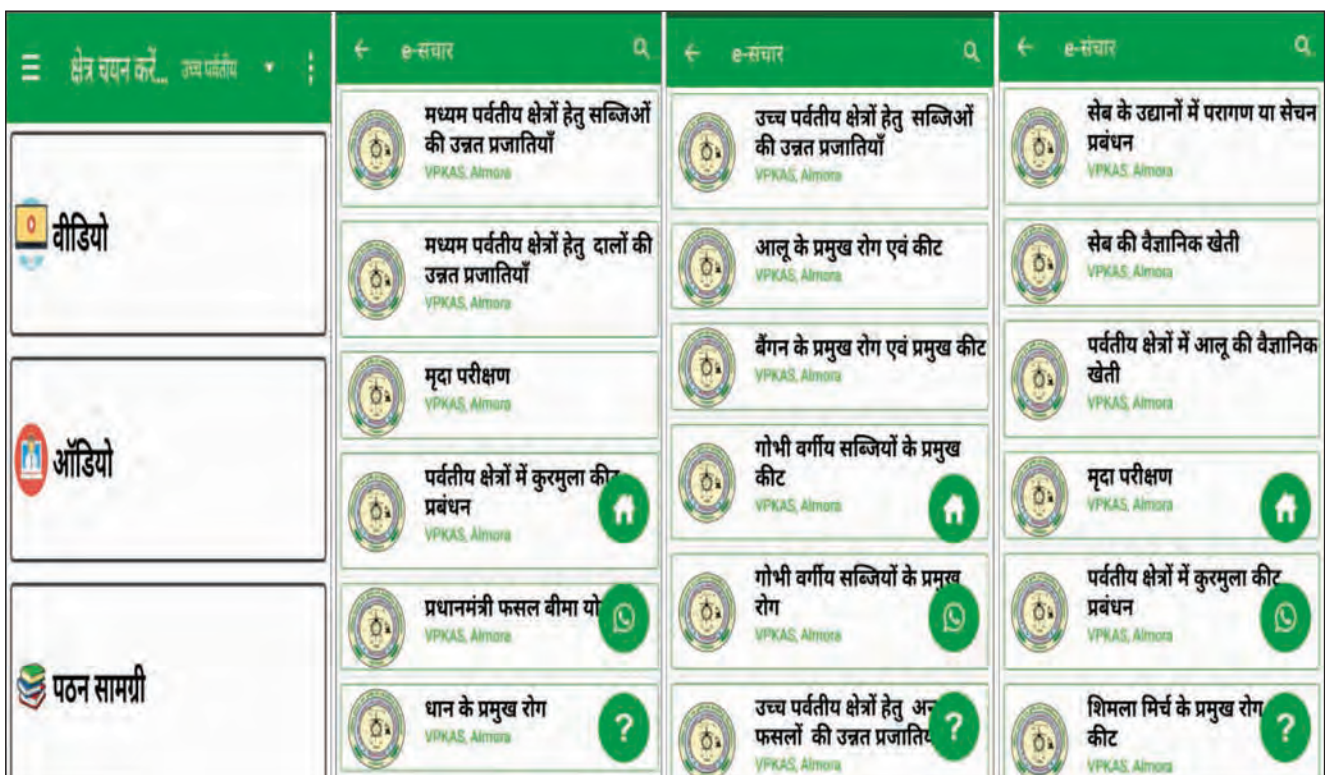 क्षेत्र चयन करें... उच्च पर्वतीय
वीडियो
ऑडियो
पठन सामग्री
e-संचार
मध्यम पर्वतीय क्षेत्रों हेतु सब्जिओं
की उन्नत प्रजातियाँ
VPKAS, Almora
मध्यम पर्वतीय क्षेत्रों हेतु दालों की
उन्नत प्रजातियाँ
VPKAS, Almora
मृदा परीक्षण
VPKAS, Almora
पर्वतीय क्षेत्रों में कुरमुला
प्रबंधन
VPKAS, Almora
प्रधानमंत्री फसल बीमा
VPKAS, Almora
धान के प्रमुख रोग
VPKAS, Almora
?
e-संचार
उच्च पर्वतीय क्षेत्रों हेतु सब्जिओं
की उन्नत प्रजातियाँ
VPKAS, Almora
आलू के प्रमुख रोग एवं कीट
VPKAS, Almora
बैंगन के प्रमुख रोग एवं प्रमुख कीट
VPKAS, Almora
गोभी वर्गीय सब्जियों के प्रमुख
कीट
VPKAS, Almora
गोभी वर्गीय सब्जियों के प्रमुख
रोग
VPKAS, Almora
उच्च पर्वतीय क्षेत्रों हेतु
फसलों की उन्नत
VPKAS, Almora
?
e-संचार
सेब के उद्यानों में परागण या सेचन
प्रबंधन
VPKAS, Almora
सेब की वैज्ञानिक खेती
VPKAS, Almora
पर्वतीय क्षेत्रों में आलू की वैज्ञानिक
खेती
VPKAS, Almora
मृदा परीक्षण
VPKAS, Almora
पर्वतीय क्षेत्रों में कुरमुला कीट
प्रबंधन
VPKAS, Almora
शिमला मिर्च के प्रमुख रोग
कीट
VPKAS, Almora
?